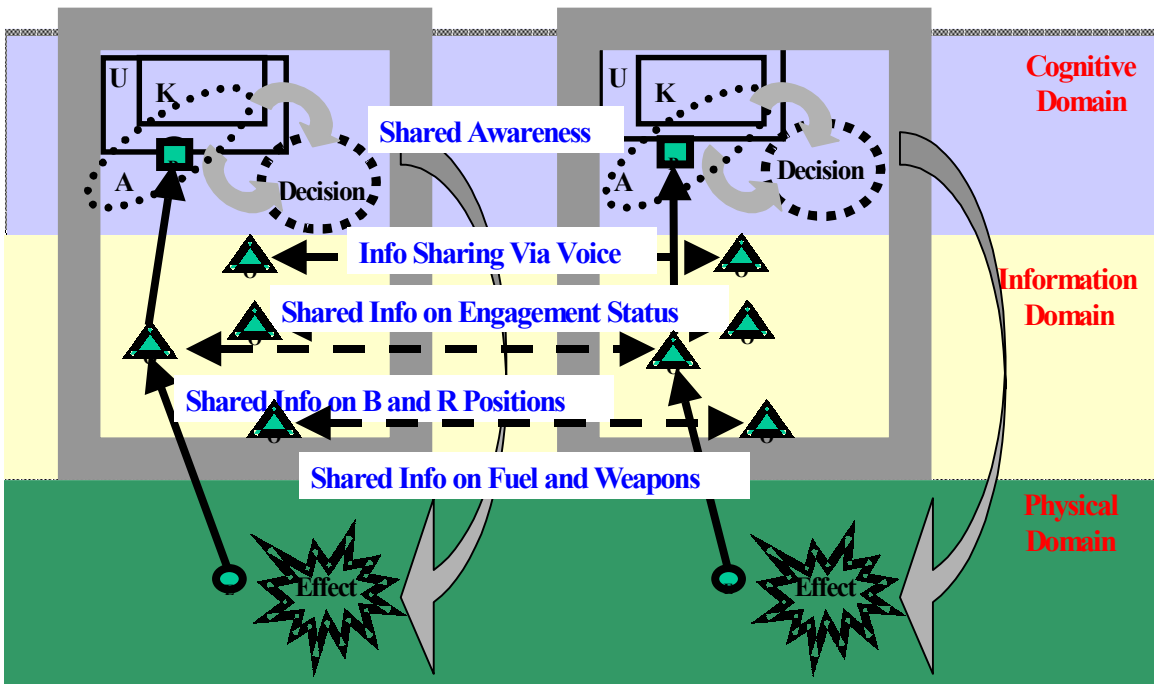 U
K
A
Decision
Shared Awareness
U
K
A
Decision
Cognitive
Domain
Info Sharing Via Voice
Shared Info on Engagement Status
Information
Domain
Shared Info on B and R Positions
Shared Info on Fuel and Weapons
Physical
Domain
Effect
Effect